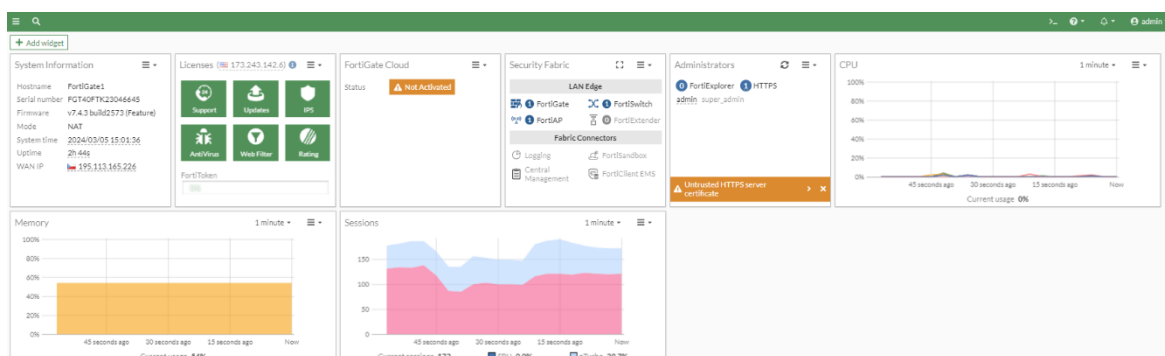 admin
+ Add widget
System Information
Hostname FortiGate1
Serial number FGT40FTK23046645
Firmware v7.4.3 build2573 (Feature)
Mode NAT
System time 2024/03/05 15:01:36
Uptime 2h 44s
WAN IP 195.113.165.226
Licenses (173.243.142.6)
Support Updates IPS
AntiVirus Web Filter Rating
FortiToken
FortiGate Cloud
Status Not Activated
Security Fabric
LAN Edge
1 FortiGate 1 FortiSwitch
1 FortiAP 0 FortiExtender
Fabric Connectors
Logging FortiSandbox
Central Management FortiClient EMS
Administrators
0 FortiExplorer 1 HTTPS
admin super_admin
Untrusted HTTPS server
certificate
CPU 1 minute
100%
80%
60%
40%
20%
0%
45 seconds ago 30 seconds ago 15 seconds ago Now
Current usage 0%
Memory 1 minute
100%
80%
60%
40%
20%
0%
45 seconds ago 30 seconds ago 15 seconds ago Now
Current usage 54%
Sessions 1 minute
150
100
50
0
45 seconds ago 30 seconds ago 15 seconds ago Now
Current sessions 172